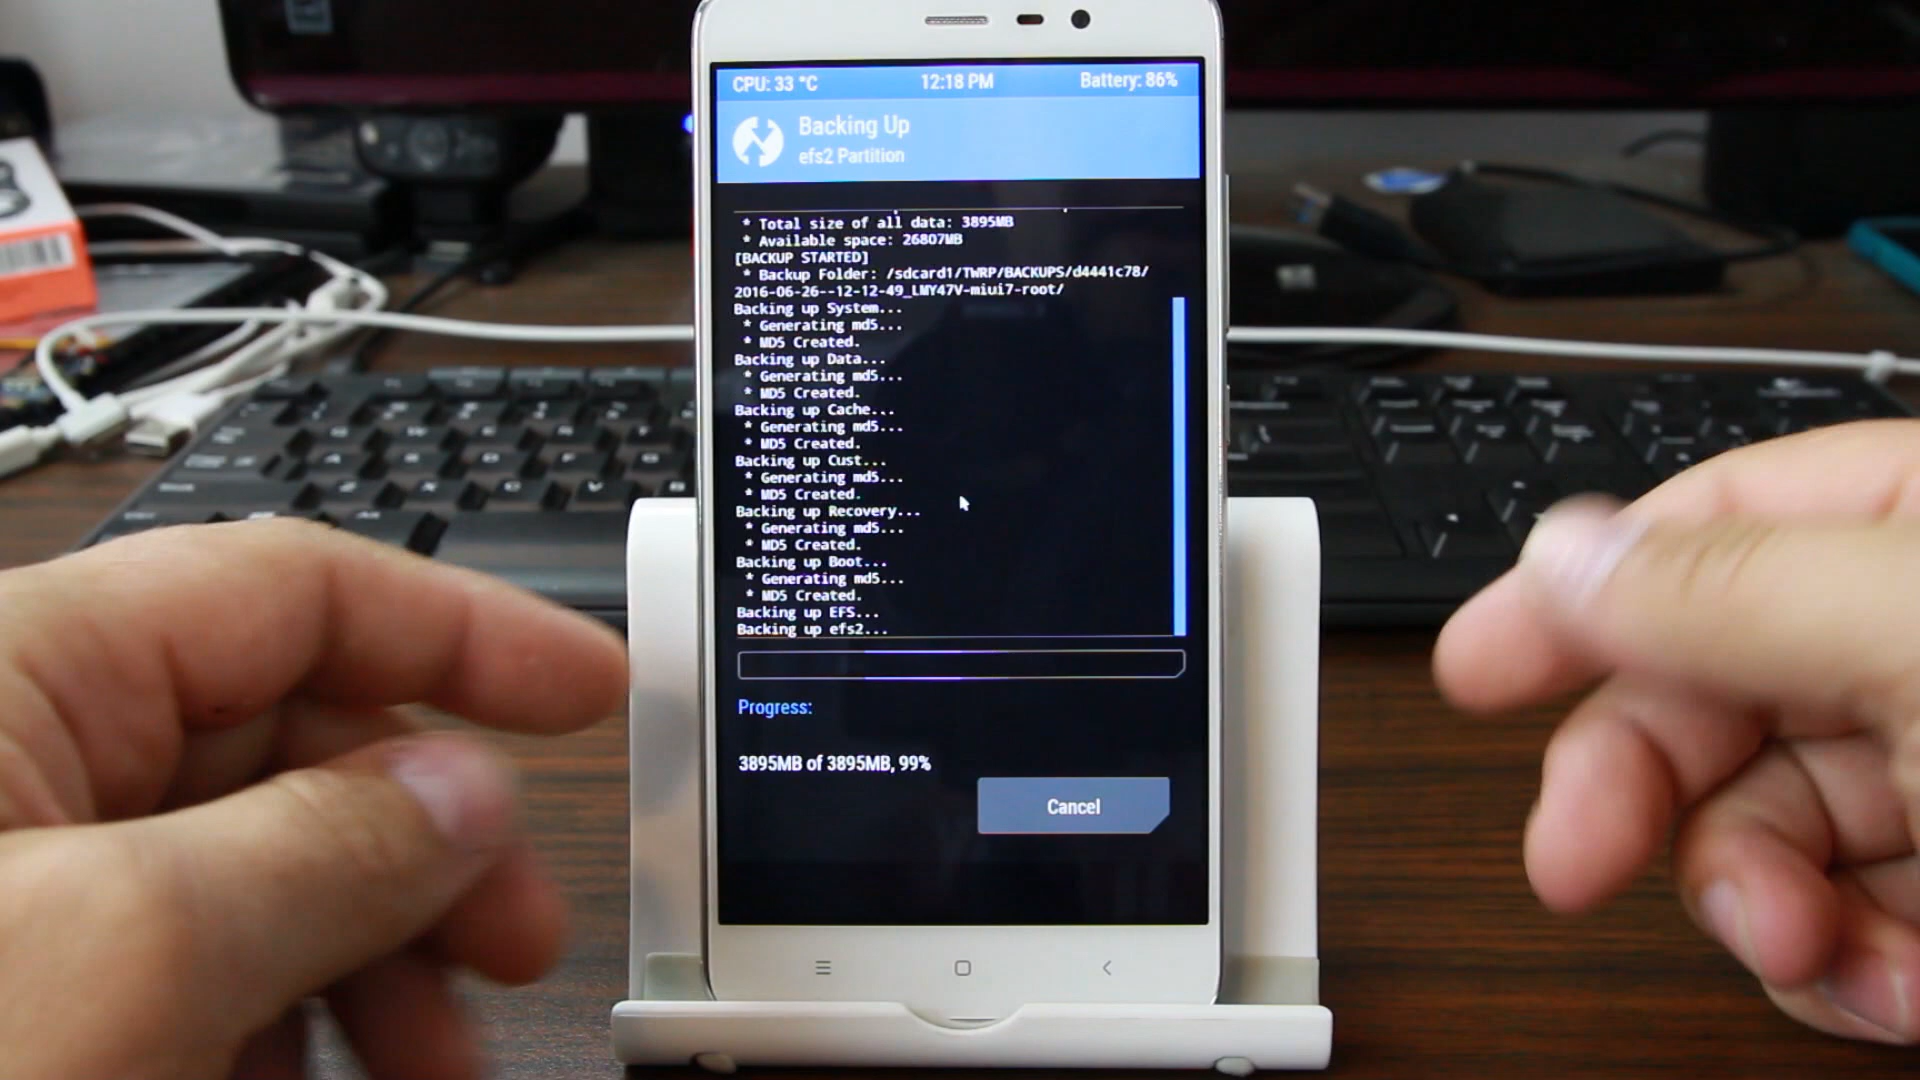 CPU: 33 °C 12:18 PM Battery: 86%
Backing Up
efs2 Partition
* Total size of all data: 3895MB
* Available space: 26807MB
[BACKUP STARTED]
* Backup Folder: /sdcard1/TWRP/BACKUPS/d4441c78/
2016-06-26--12-12-49_LMY47V-miui7-root/
Backing up System...
* Generating md5...
* MD5 Created.
Backing up Data...
* Generating md5...
* MD5 Created.
Backing up Cache...
* Generating md5...
* MD5 Created.
Backing up Cust...
* Generating md5...
* MD5 Created.
Backing up Recovery...
* Generating md5...
* MD5 Created.
Backing up Boot...
* Generating md5...
* MD5 Created.
Backing up EFS...
Backing up efs2...
Progress:
3895MB of 3895MB, 99%
Cancel